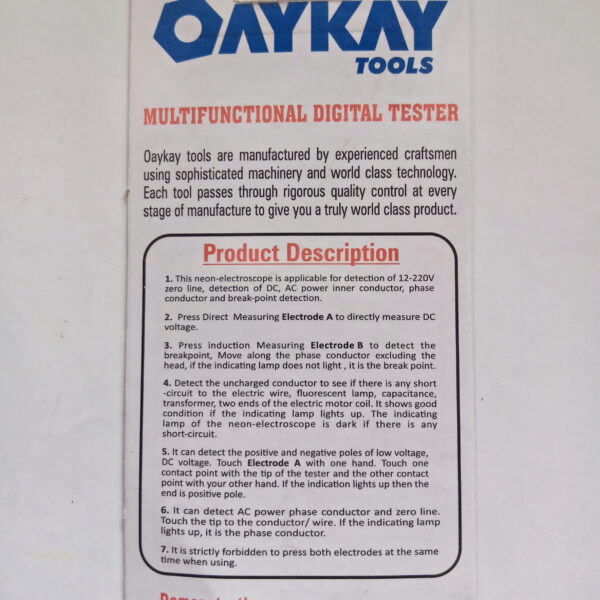 OAYKAY
TOOLS
MULTIFUNCTIONAL DIGITAL TESTER
Oaykay tools are manufactured by experienced craftsmen
using sophisticated machinery and world class technology.
Each tool passes through rigorous quality control at every
stage of manufacture to give you a truly world class product.
Product Description
1. This neon-electroscope is applicable for detection of 12-220V
zero line, detection of DC, AC power inner conductor, phase
conductor and break-point detection.
2. Press Direct Measuring Electrode A to directly measure DC
voltage.
3. Press induction Measuring Electrode B to detect the
breakpoint, Move along the phase conductor excluding the
head, if the indicating lamp does not light , it is the break point.
4. Detect the uncharged conductor to see if there is any short
-circuit to the electric wire, fluorescent lamp, capacitance,
transformer, two ends of the electric motor coil. It shows good
condition if the indicating lamp lights up. The indicating
lamp of the neon-electroscope is dark if there is any
short-circuit.
5. It can detect the positive and negative poles of low voltage,
DC voltage. Touch Electrode A with one hand. Touch one
contact point with the tip of the tester and the other contact
point with your other hand. If the indication lights up then the
end is positive pole.
6. It can detect AC power phase conductor and zero line.
Touch the tip to the conductor/ wire. If the indicating lamp
lights up, it is the phase conductor.
7. It is strictly forbidden to press both electrodes at the same
time when using.